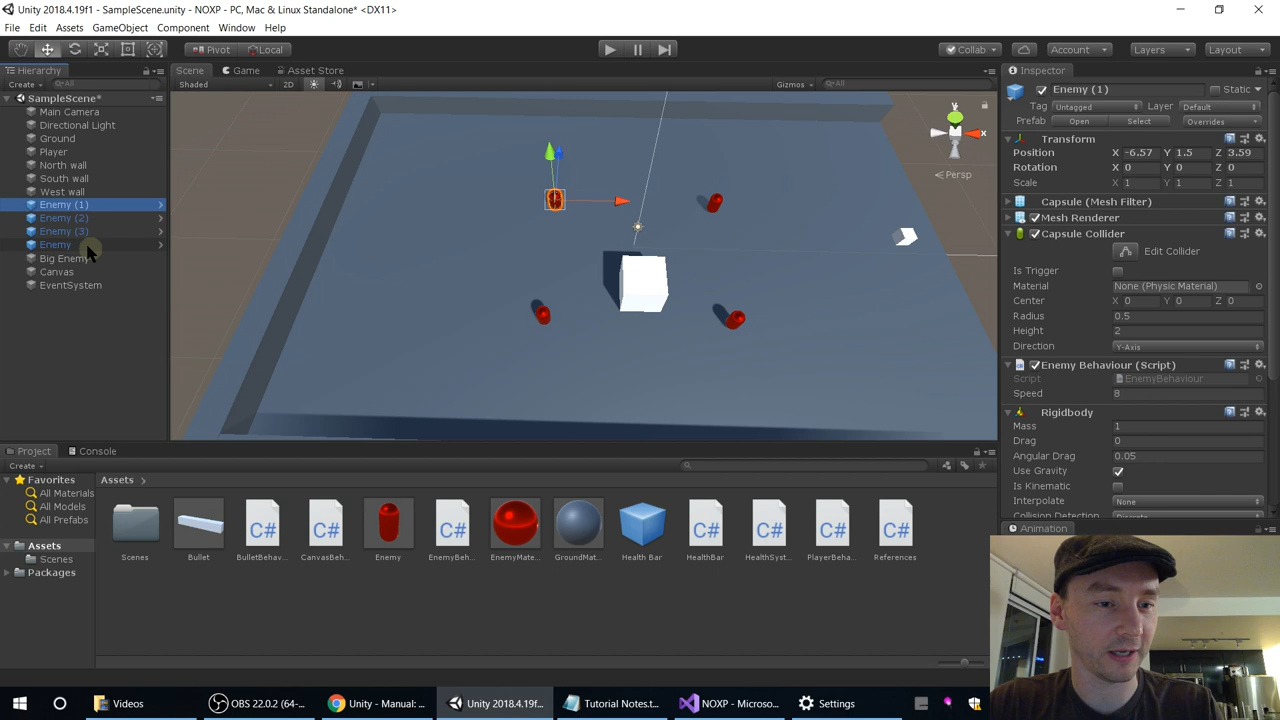 Unity 2018.4.19f1 - SampleScene.unity - NOXP - PC, Mac & Linux Standalone* <DX11>
File Edit Assets GameObject Component Window Help
Pivot Local Collab Account Layers Layout
Hierarchy
Create All
SampleScene*
Main Camera
Directional Light
Ground
Player
North wall
South wall
West wall
Enemy (1)
Enemy (2)
Enemy (3)
Enemy
Big Enemy
Canvas
EventSystem
Scene Game Asset Store
Shaded 2D Gizmos All
y
x
Persp
Inspector
Enemy (1) Static
Tag Untagged Layer Default
Prefab Open Select Overrides
Transform
Position X -6.57 Y 1.5 Z 3.59
Rotation X 0 Y 0 Z 0
Scale X 1 Y 1 Z 1
Capsule (Mesh Filter)
Mesh Renderer
Capsule Collider
Edit Collider
Is Trigger
Material None (Physic Material)
Center X 0 Y 0 Z 0
Radius 0.5
Height 2
Direction Y-Axis
Enemy Behaviour (Script)
Script EnemyBehaviour
Speed 8
Rigidbody
Mass 1
Drag 0
Angular Drag 0.05
Use Gravity
Is Kinematic
Interpolate None
Collision Detection Discrete
Animation
Project Console
Create
Favorites
All Materials
All Models
All Prefabs
Assets
Scenes
Packages
Assets
Scenes Bullet BulletBehav... CanvasBeh... Enemy EnemyBeh... EnemyMate... GroundMat... Health Bar HealthBar HealthSyst... PlayerBeha... References
C# C# C# C# C# C# C#
Videos OBS 22.0.2 (64-... Unity - Manual: ... Unity 2018.4.19f... Tutorial Notes.t... NOXP - Microso... Settings